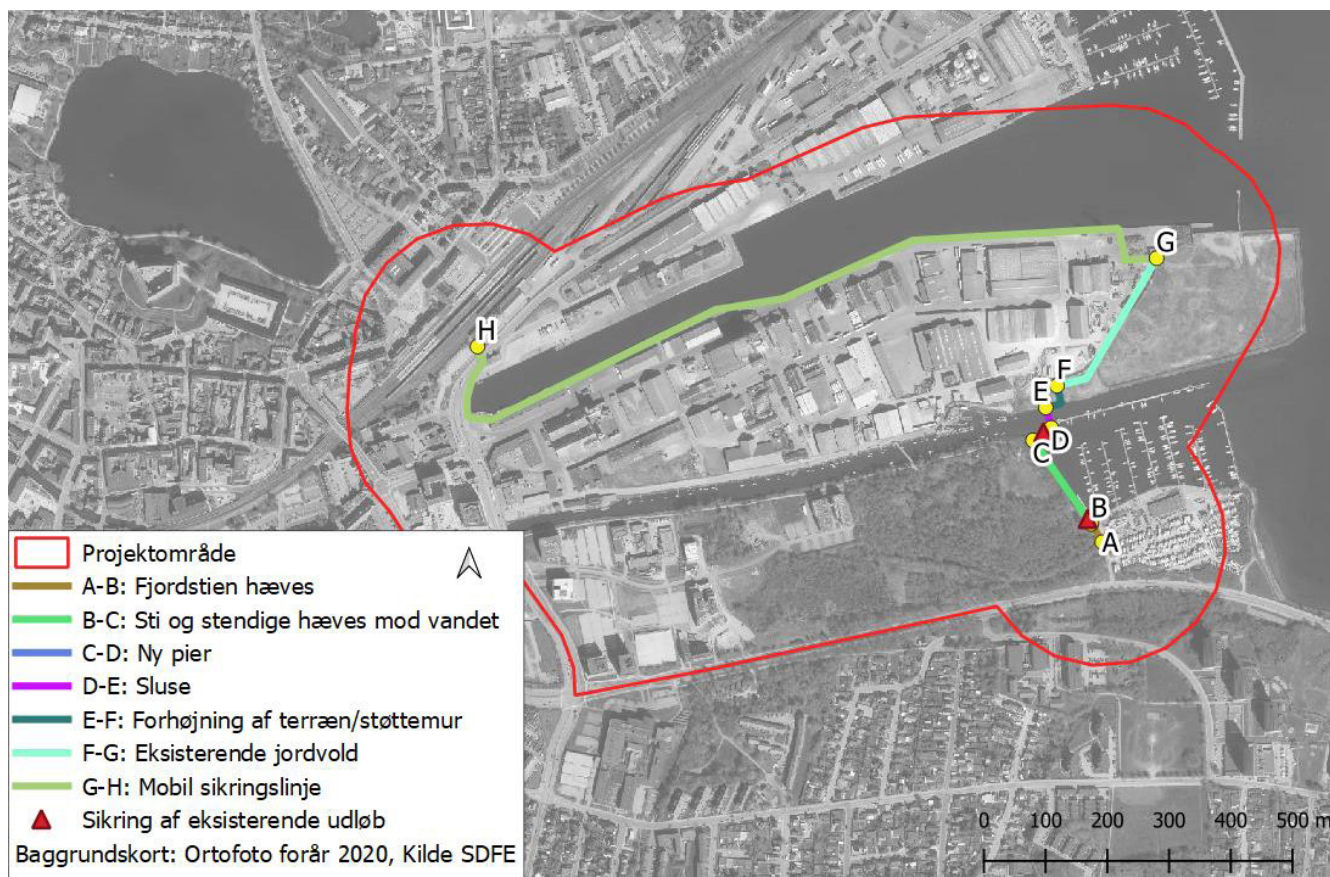 G
H
F
E
D
C
B
A
Projektområde
A-B: Fjordstien hæves
B-C: Sti og stendige hæves mod vandet
C-D: Ny pier
D-E: Sluse
E-F: Forhøjning af terræn/støttemur
F-G: Eksisterende jordvold
G-H: Mobil sikringslinje
Sikring af eksisterende udløb
Baggrundskort: Ortofoto forår 2020, Kilde SDFE
0 100 200 300 400 500 m